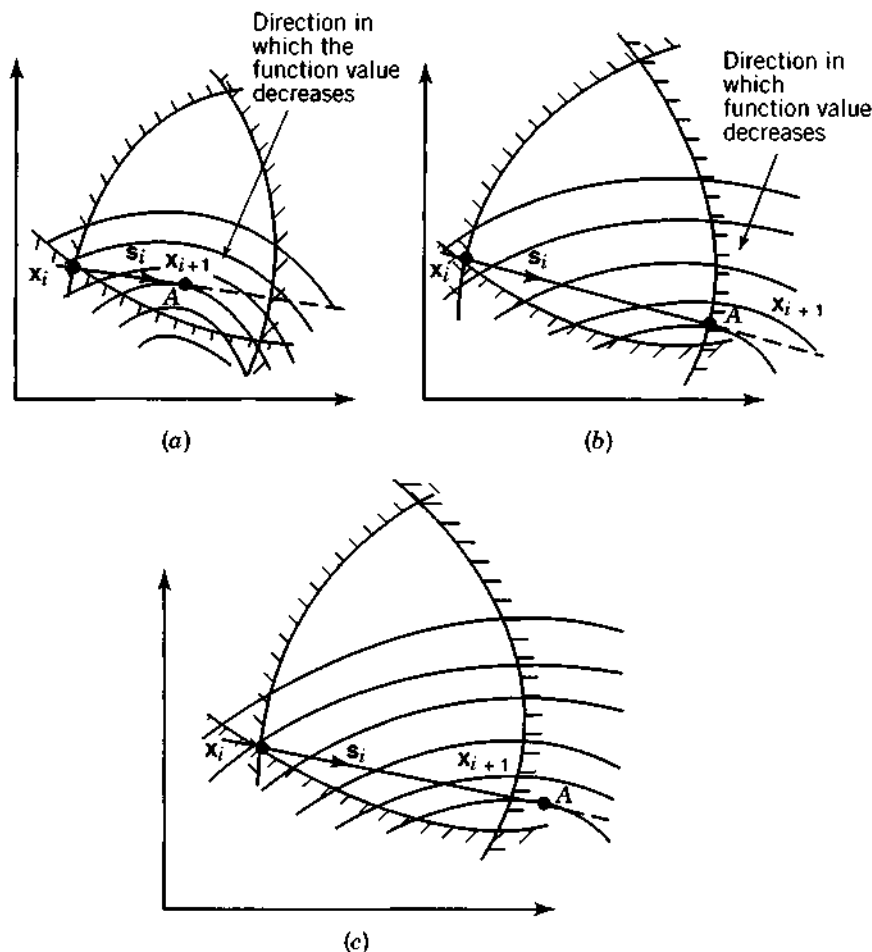 Direction in
which the
function value
decreases
s_i
x_{i+1}
x_i
A
(a)
Direction in
which
function value
decreases
x_i
s_i
A
x_{i+1}
(b)
x_i
s_i
x_{i+1}
A
(c)